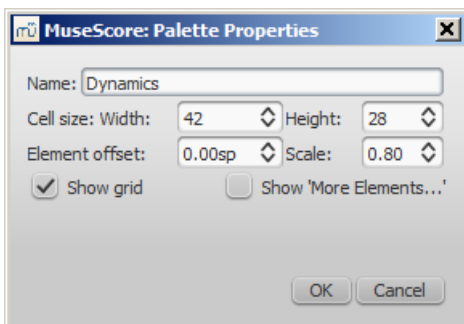 mü MuseScore: Palette Properties
Name: Dynamics
Cell size: Width: 42 Height: 28
Element offset: 0.00sp Scale: 0.80
Show grid Show 'More Elements...'
OK Cancel